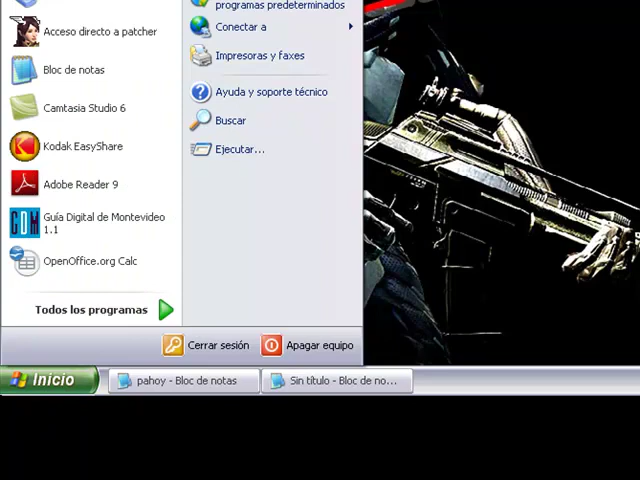 programas predeterminados
Acceso directo a patcher
Conectar a
Bloc de notas
Impresoras y faxes
Camtasia Studio 6
Ayuda y soporte técnico
Kodak EasyShare
Buscar
Adobe Reader 9
Ejecutar...
GDM
Guía Digital de Montevideo
1.1
OpenOffice.org Calc
Todos los programas
Cerrar sesión
Apagar equipo
Inicio
pahoy - Bloc de notas
Sin título - Bloc de no...